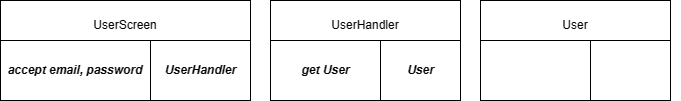 UserScreen
accept email, password
UserHandler
UserHandler
get User
User
User